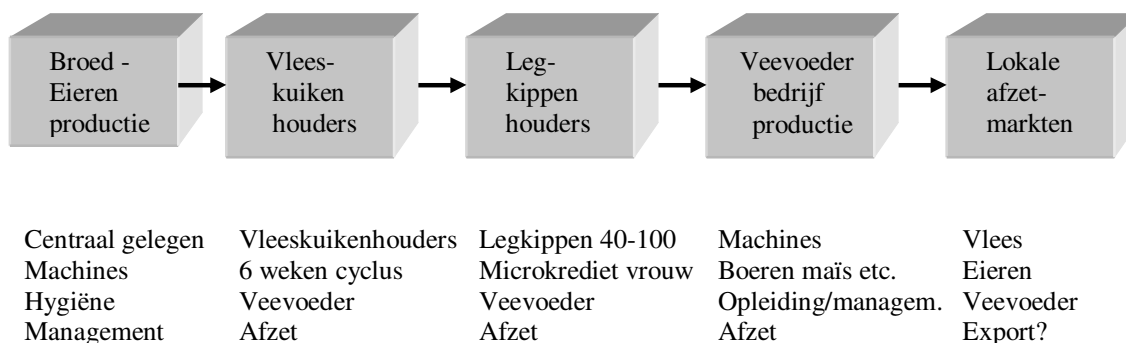 Broed -
Eieren
productie
Vlees-
kuiken
houders
Leg-
kippen
houders
Veevoeder
bedrijf
productie
Lokale
afzet-
markten
Centraal gelegen
Machines
Hygiëne
Management
Vleeskuikenhouders
6 weken cyclus
Veevoeder
Afzet
Legkippen 40-100
Microkrediet vrouw
Veevoeder
Afzet
Machines
Boeren maïs etc.
Opleiding/managem.
Afzet
Vlees
Eieren
Veevoeder
Export?